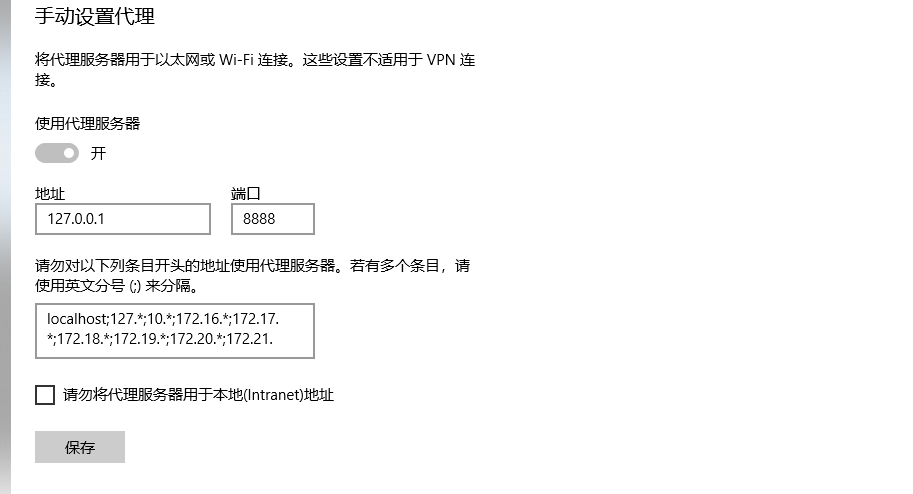 手动设置代理
将代理服务器用于以太网或 Wi-Fi 连接。这些设置不适用于 VPN 连
接。
使用代理服务器
开
地址 端口
127.0.0.1 8888
请勿对以下列条目开头的地址使用代理服务器。若有多个条目，请
使用英文分号 (;) 来分隔。
localhost;127.*;10.*;172.16.*;172.17.
*;172.18.*;172.19.*;172.20.*;172.21.
请勿将代理服务器用于本地(Intranet)地址
保存